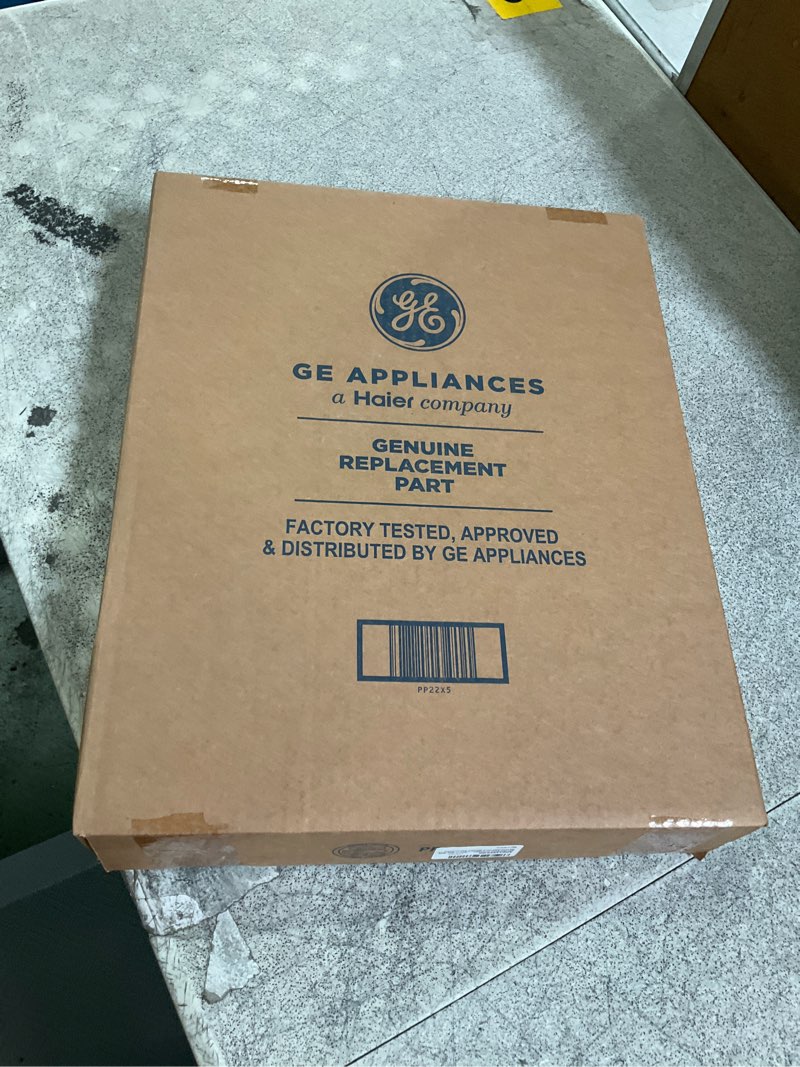 GE
GE APPLIANCES
a Haier company
GENUINE
REPLACEMENT
PART
FACTORY TESTED, APPROVED
& DISTRIBUTED BY GE APPLIANCES
PP22X5